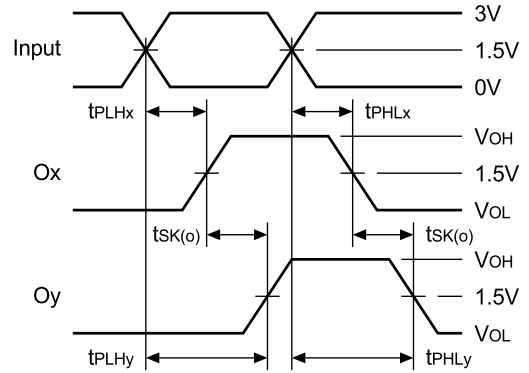 3V
Input
1.5V
0V
tPLHx
tPHLx
VOH
Ox
1.5V
VOL
tSK(o)
tSK(o)
VOH
Oy
1.5V
VOL
tPLHy
tPHLy